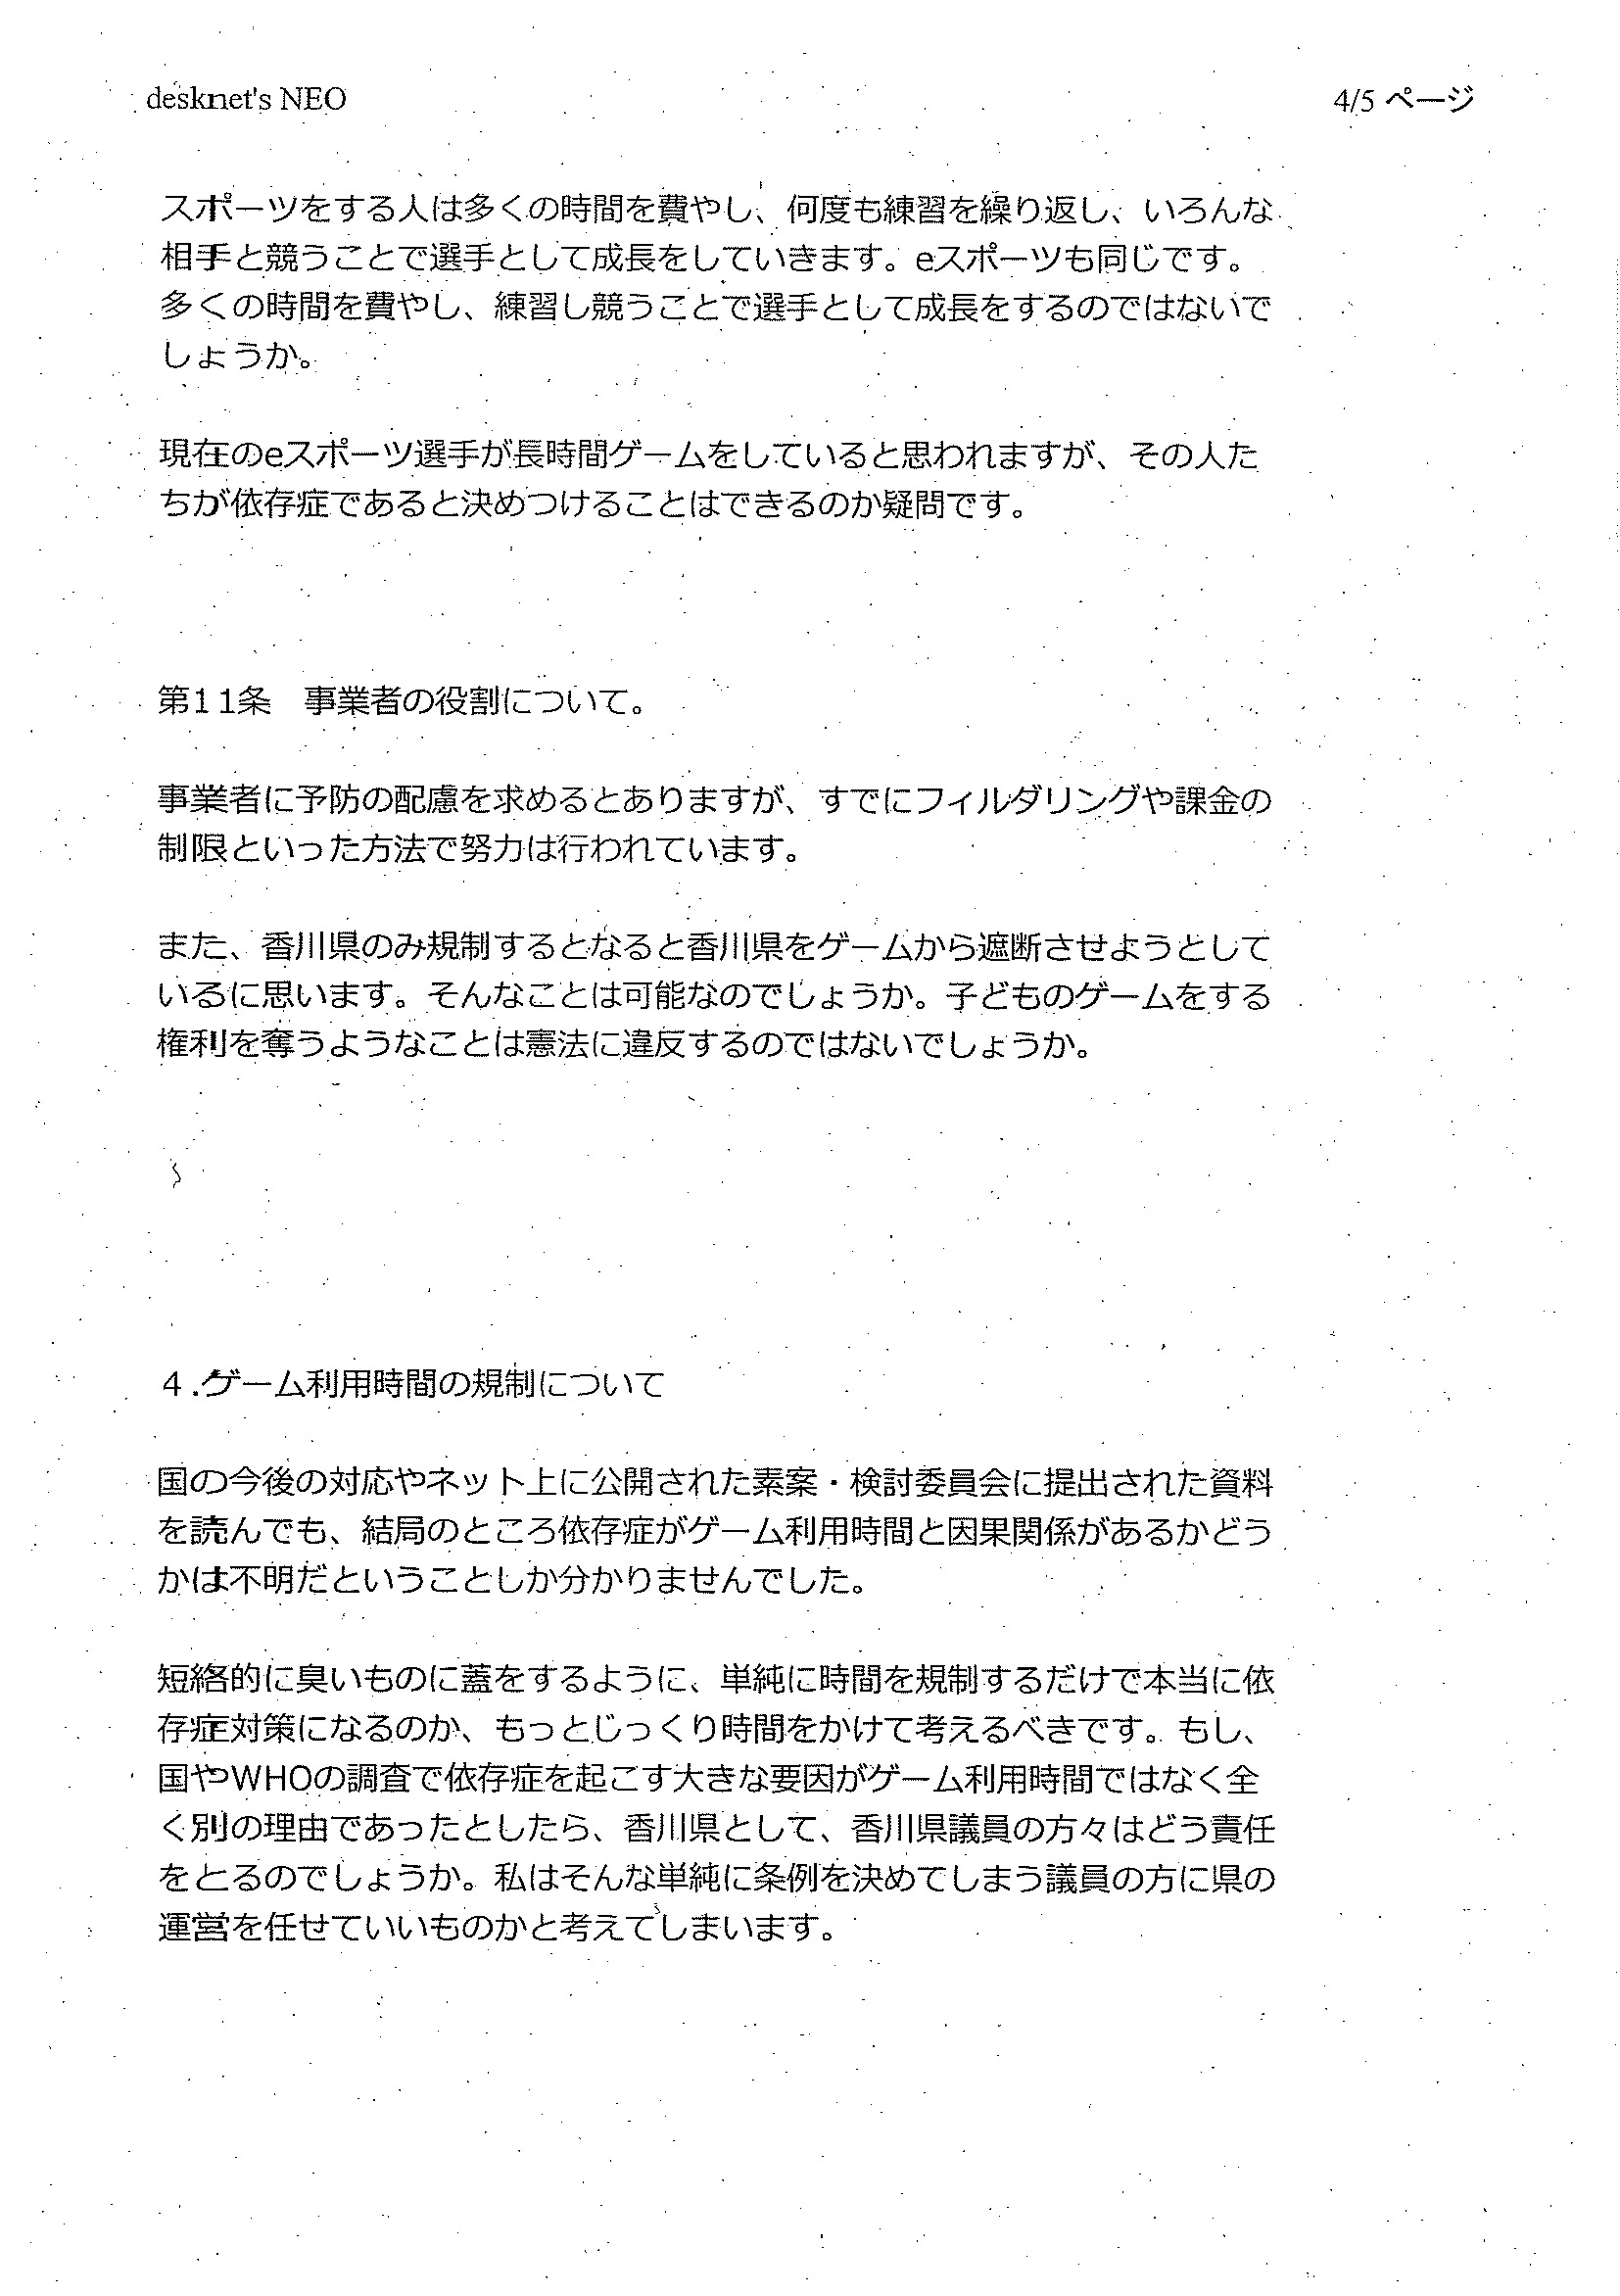 desknet's NEO
4/5 ページ
スポーツをする人は多くの時間を費やし、何度も練習を繰り返し、いろんな
相手と競うことで選手として成長をしていきます。eスポーツも同じです。
多くの時間を費やし、練習し競うことで選手として成長をするのではないで
しょうか。
現在のeスポーツ選手が長時間ゲームをしていると思われますが、その人た
ちが依存症であると決めつけることはできるのか疑問です。
第11条　事業者の役割について。
事業者に予防の配慮を求めるとありますが、すでにフィルダリングや課金の
制限といった方法で努力は行われています。
また、香川県のみ規制するとなると香川県をゲームから遮断させようとして
いるに思います。そんなことは可能なのでしょうか。子どものゲームをする
権利を奪うようなことは憲法に違反するのではないでしょうか。
４.ゲーム利用時間の規制について
国の今後の対応やネット上に公開された素案・検討委員会に提出された資料
を読んでも、結局のところ依存症がゲーム利用時間と因果関係があるかどう
かは不明だということしか分かりませんでした。
短絡的に臭いものに蓋をするように、単純に時間を規制するだけで本当に依
存症対策になるのか、もっとじっくり時間をかけて考えるべきです。もし、
国やWHOの調査で依存症を起こす大きな要因がゲーム利用時間ではなく全
く別の理由であったとしたら、香川県として、香川県議員の方々はどう責任
をとるのでしょうか。私はそんな単純に条例を決めてしまう議員の方に県の
運営を任せていいものかと考えてしまいます。